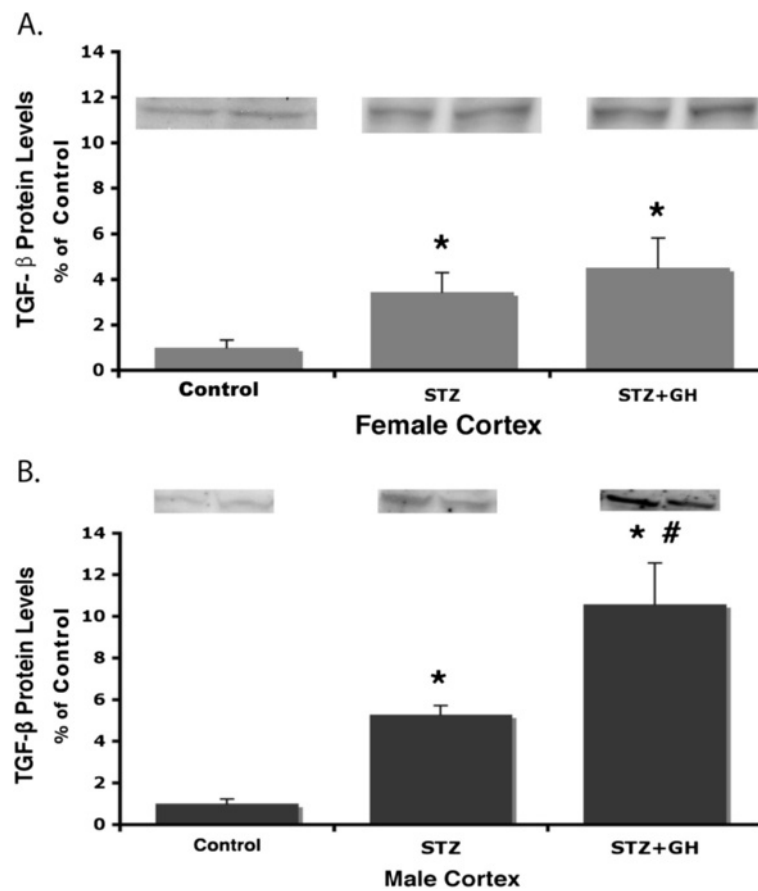 A.
TGF- β Protein Levels
% of Control
14
12
10
8
6
4
2
0
*
*
Control STZ STZ+GH
Female Cortex
B.
TGF-β Protein Levels
% of Control
14
12
10
8
6
4
2
0
*
* #
Control STZ STZ+GH
Male Cortex